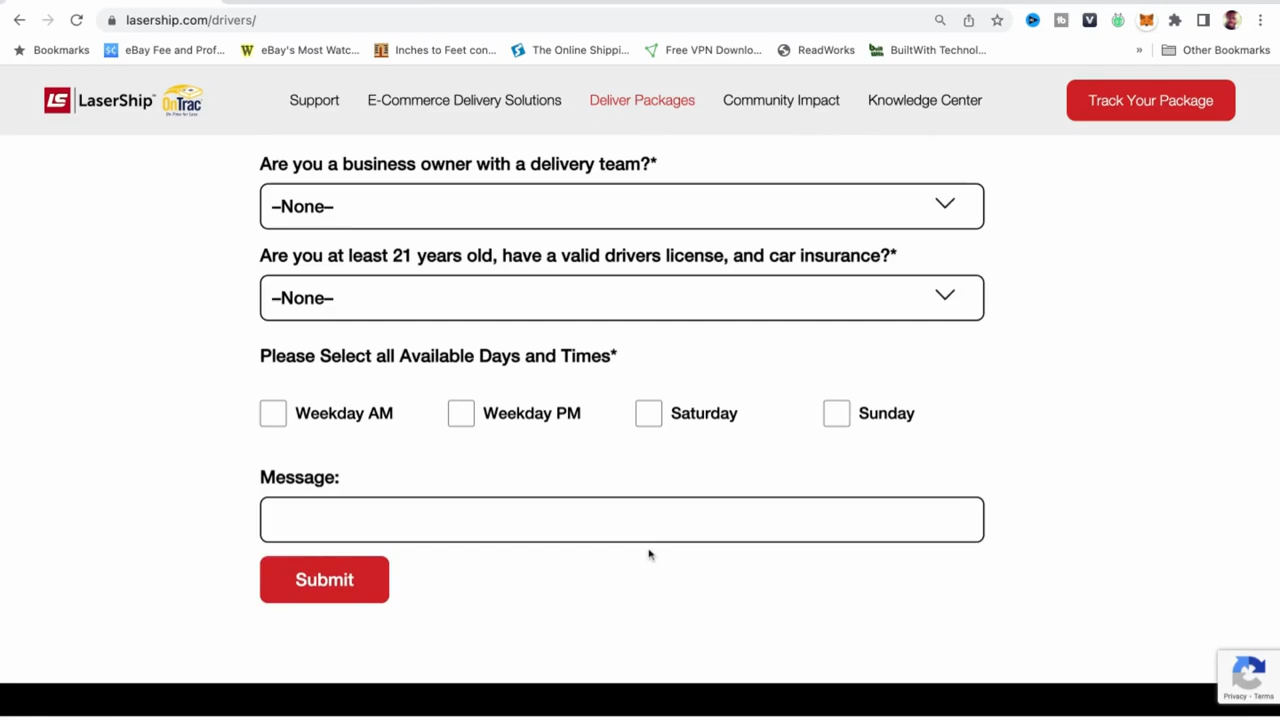 lasership.com/drivers/
Bookmarks eBay Fee and Prof... eBay's Most Watc... Inches to Feet con... The Online Shippi... Free VPN Downlo... ReadWorks BuiltWith Technol... » Other Bookmarks
LS LaserShip OnTrac Support E-Commerce Delivery Solutions Deliver Packages Community Impact Knowledge Center Track Your Package
Are you a business owner with a delivery team?*
–None–
Are you at least 21 years old, have a valid drivers license, and car insurance?*
–None–
Please Select all Available Days and Times*
Weekday AM Weekday PM Saturday Sunday
Message:
Submit
Privacy - Terms